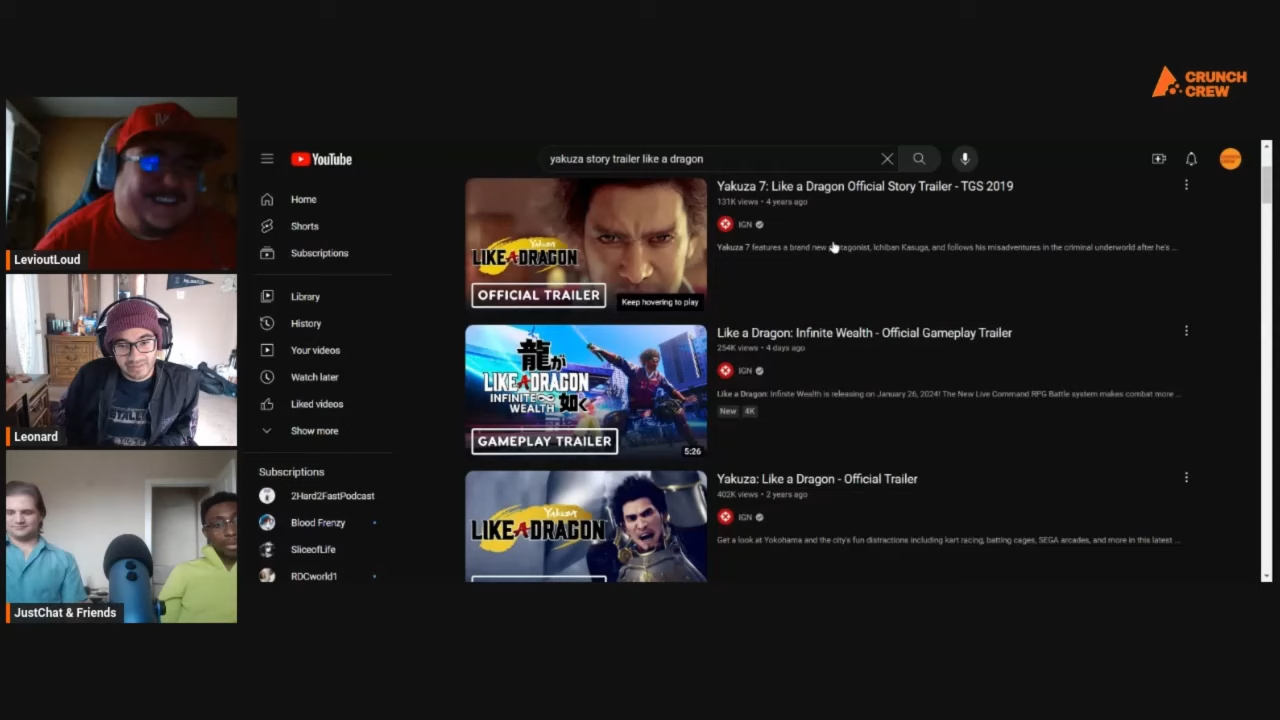 CRUNCH
CREW
YouTube
yakuza story trailer like a dragon
Home
Shorts
Subscriptions
Library
History
Your videos
Watch later
Liked videos
Show more
Subscriptions
2Hard2FastPodcast
Blood Frenzy
SliceofLife
RDCworld1
Yakuza
LIKE A DRAGON
OFFICIAL TRAILER
Keep hovering to play
Yakuza 7: Like a Dragon Official Story Trailer - TGS 2019
131K views • 4 years ago
IGN
Yakuza 7 features a brand new Ichiban Kasuga, and follows his misadventures in the criminal underworld after he's ...
龍が
LIKE A DRAGON
INFINITE
WEALTH 如く
GAMEPLAY TRAILER
5:26
Like a Dragon: Infinite Wealth - Official Gameplay Trailer
254K views • 4 days ago
IGN
Like a Dragon: Infinite Wealth is releasing on January 26, 2024! The New Live Command RPG Battle system makes combat more ...
New 4K
Yakuza
LIKE A DRAGON
Yakuza: Like a Dragon - Official Trailer
402K views • 2 years ago
IGN
Get a look at Yokohama and the city's fun distractions including kart racing, batting cages, SEGA arcades, and more in this latest ...
LevioutLoud
Leonard
JustChat & Friends